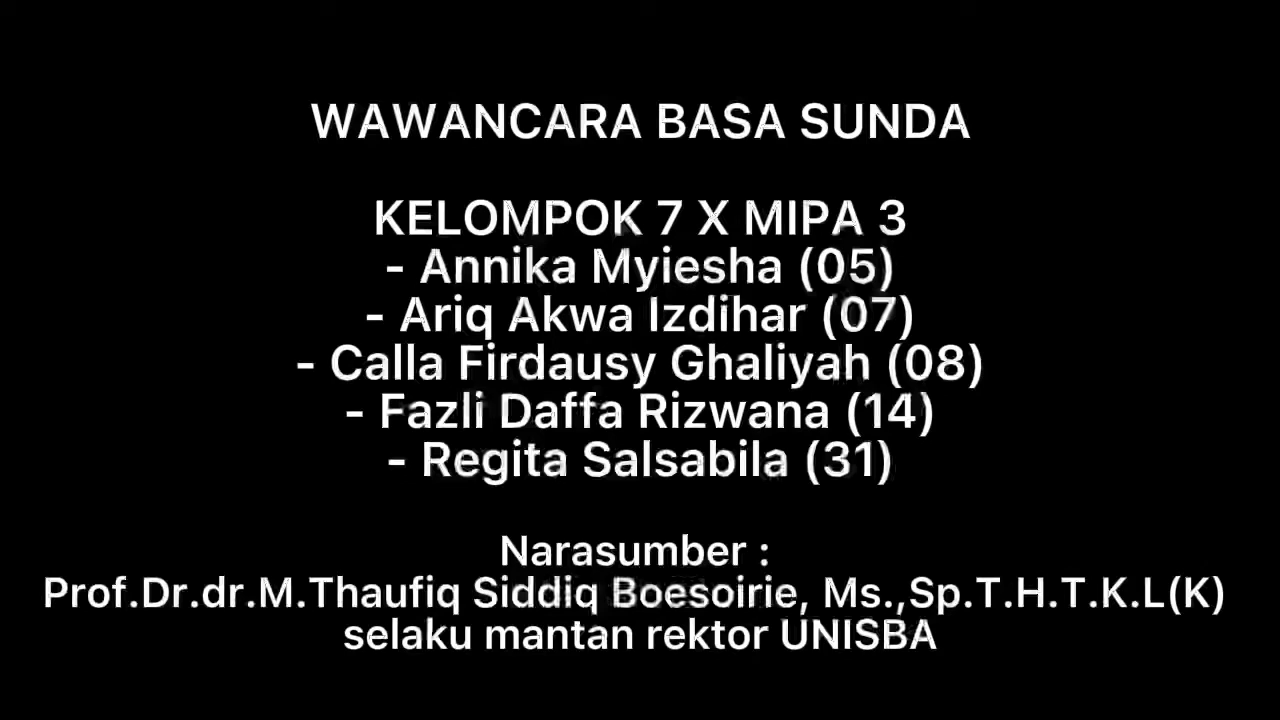 WAWANCARA BASA SUNDA
KELOMPOK 7 X MIPA 3
- Annika Myiesha (05)
- Ariq Akwa Izdihar (07)
- Calla Firdausy Ghaliyah (08)
- Fazli Daffa Rizwana (14)
- Regita Salsabila (31)
Narasumber :
Prof.Dr.dr.M.Thaufiq Siddiq Boesoirie, Ms.,Sp.T.H.T.K.L(K)
selaku mantan rektor UNISBA